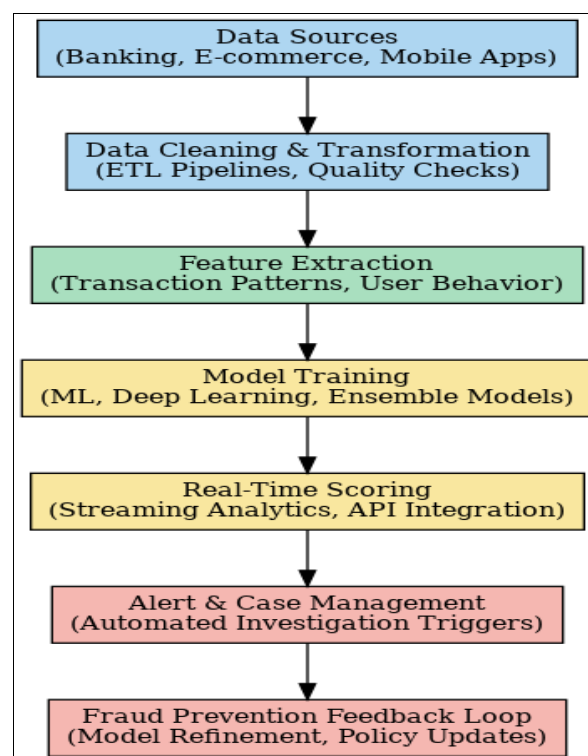 Data Sources
(Banking, E-commerce, Mobile Apps)
Data Cleaning & Transformation
(ETL Pipelines, Quality Checks)
Feature Extraction
(Transaction Patterns, User Behavior)
Model Training
(ML, Deep Learning, Ensemble Models)
Real-Time Scoring
(Streaming Analytics, API Integration)
Alert & Case Management
(Automated Investigation Triggers)
Fraud Prevention Feedback Loop
(Model Refinement, Policy Updates)